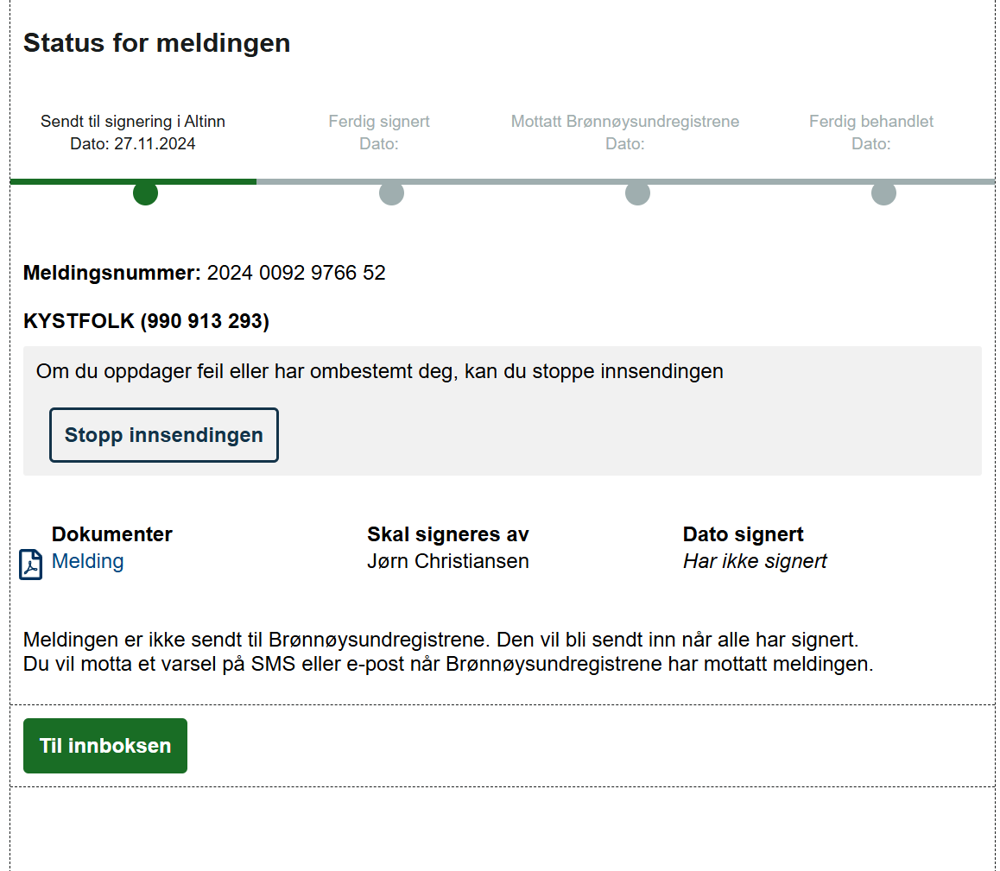 Status for meldingen
Sendt til signering i Altinn
Dato: 27.11.2024
Ferdig signert
Dato:
Mottatt Brønnøysundregistrene
Dato:
Ferdig behandlet
Dato:
Meldingsnummer: 2024 0092 9766 52
KYSTFOLK (990 913 293)
Om du oppdager feil eller har ombestemt deg, kan du stoppe innsendingen
Stopp innsendingen
Dokumenter
Melding
Skal signeres av
Jørn Christiansen
Dato signert
Har ikke signert
Meldingen er ikke sendt til Brønnøysundregistrene. Den vil bli sendt inn når alle har signert.
Du vil motta et varsel på SMS eller e-post når Brønnøysundregistrene har mottatt meldingen.
Til innboksen